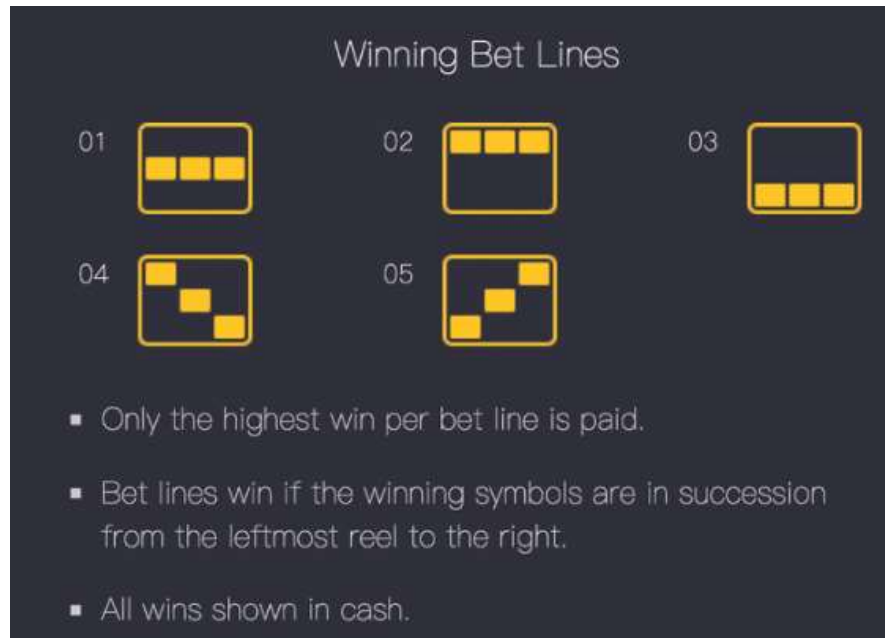 Winning Bet Lines
01 02 03
04 05
▪ Only the highest win per bet line is paid.
▪ Bet lines win if the winning symbols are in succession
from the leftmost reel to the right.
▪ All wins shown in cash.